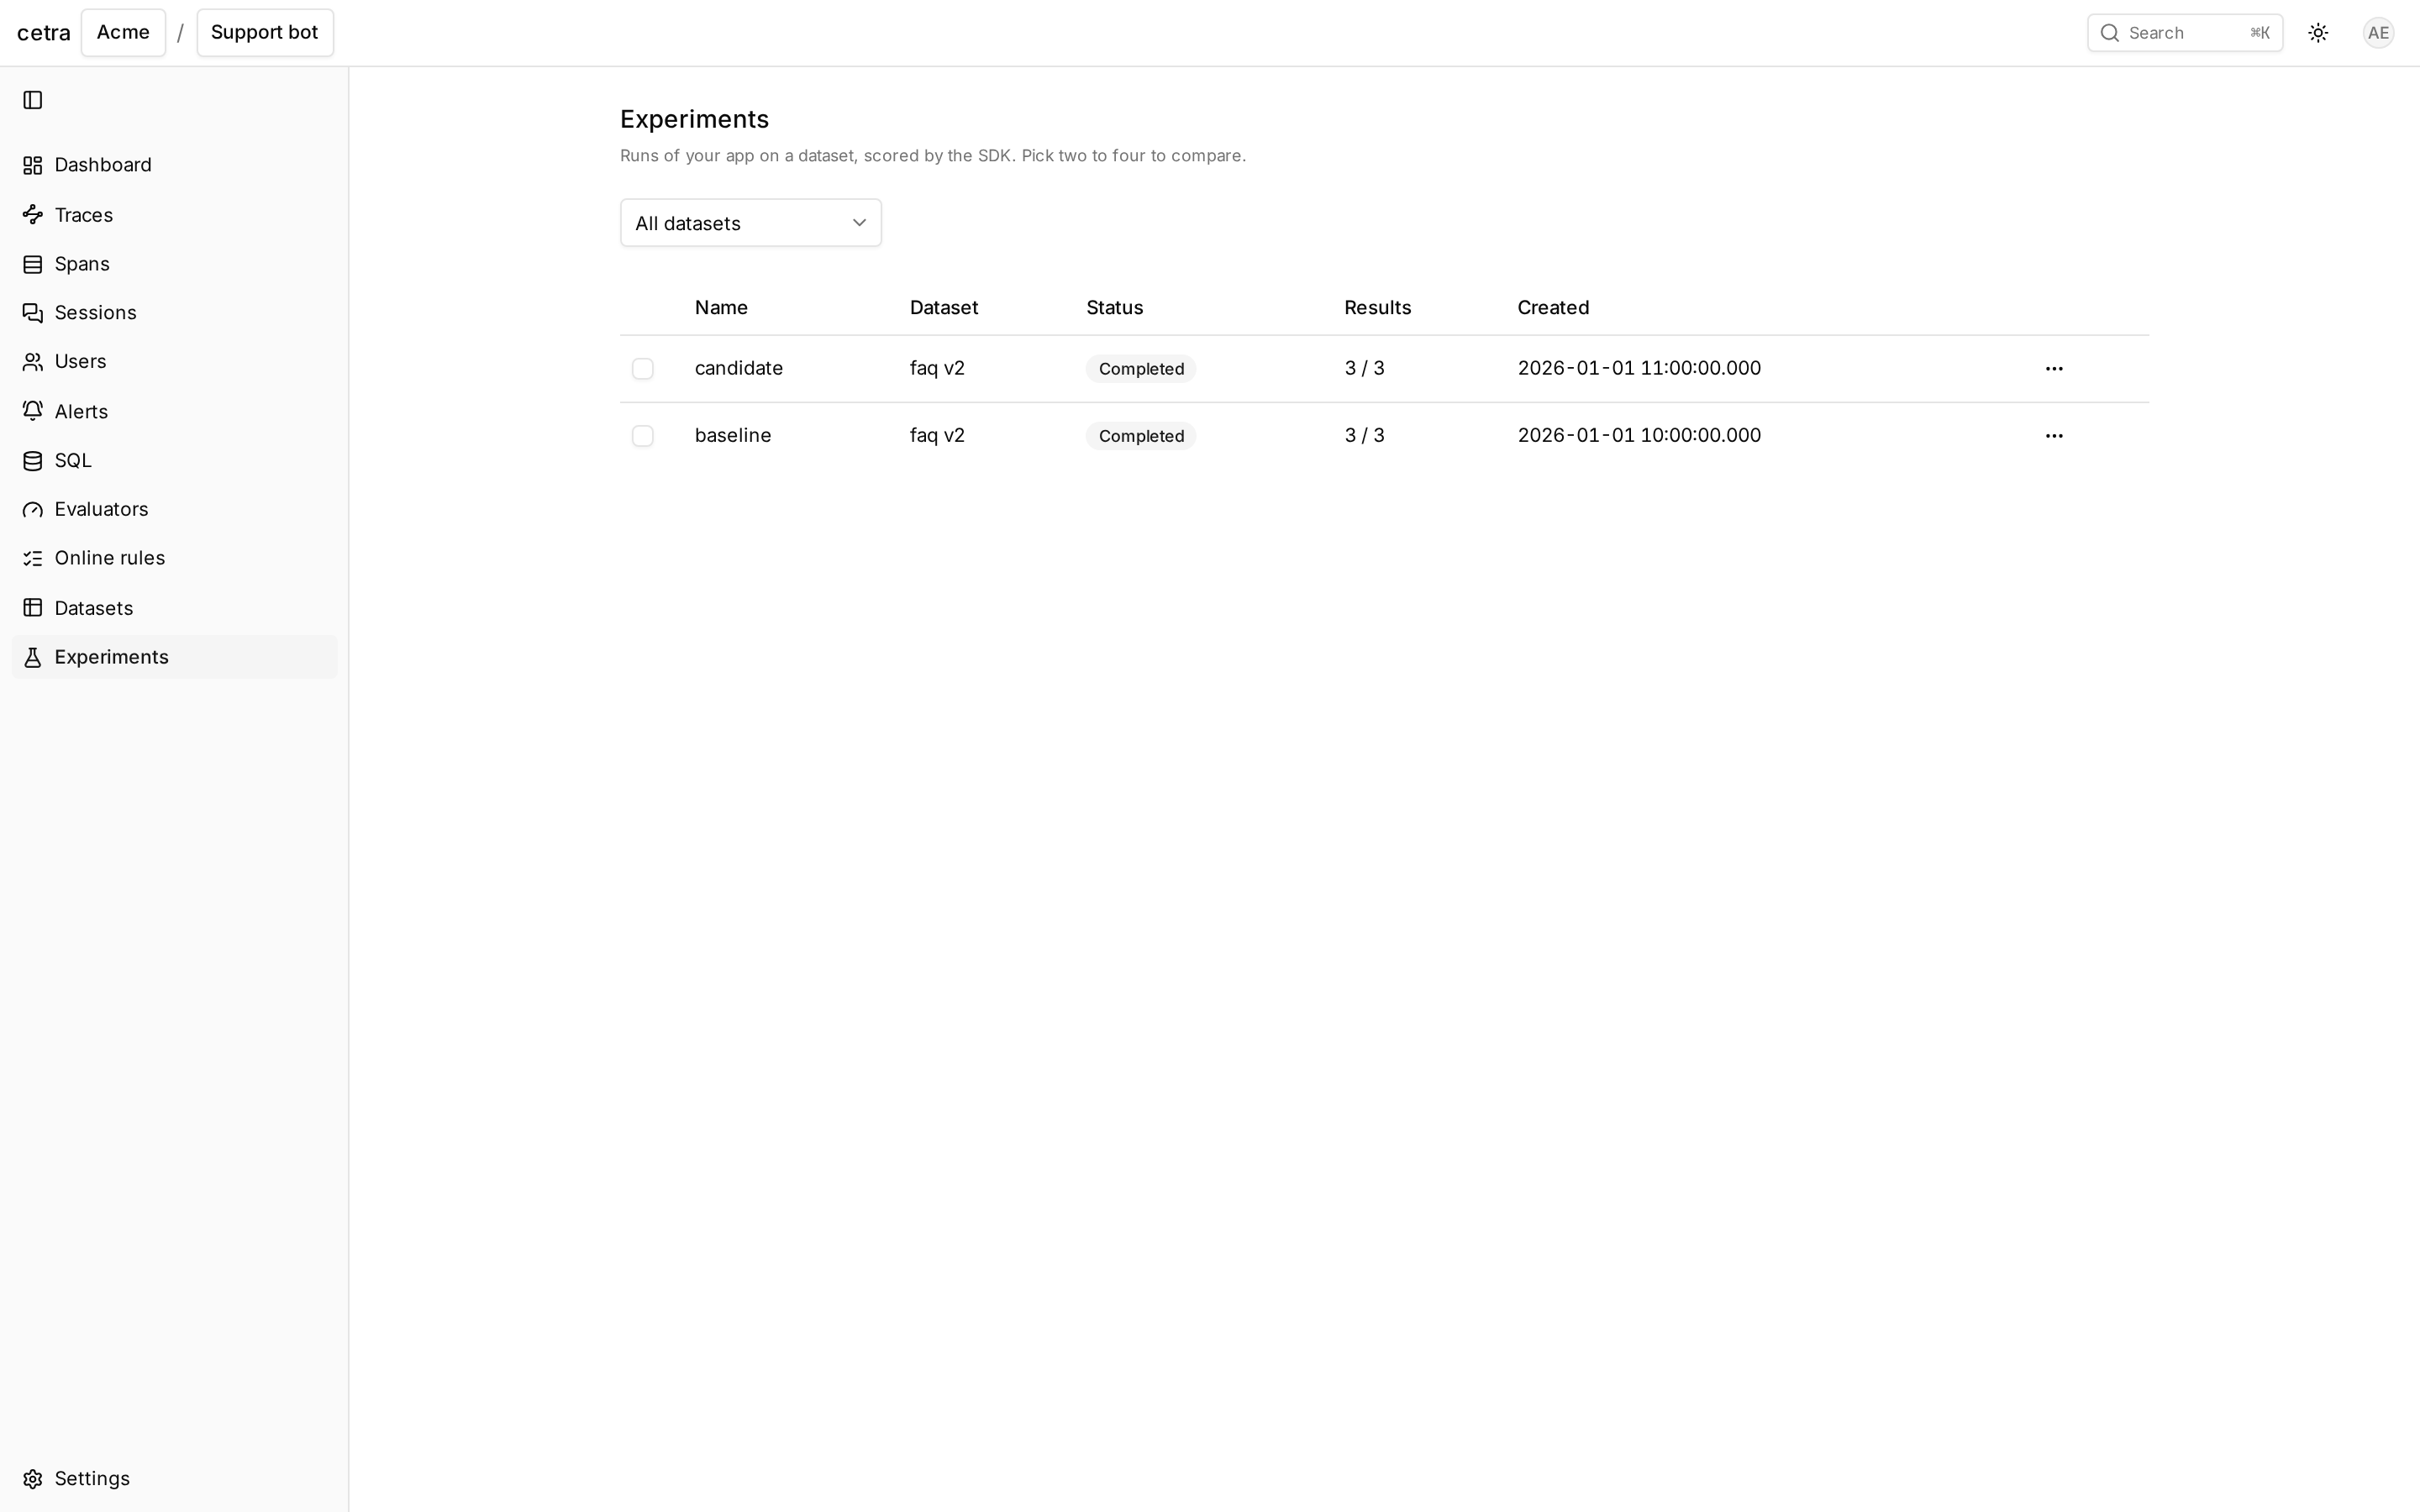 cetra Acme / Support bot Search ⌘K AE
Dashboard
Traces
Spans
Sessions
Users
Alerts
SQL
Evaluators
Online rules
Datasets
Experiments
Settings
Experiments
Runs of your app on a dataset, scored by the SDK. Pick two to four to compare.
All datasets
Name Dataset Status Results Created
candidate faq v2 Completed 3 / 3 2026-01-01 11:00:00.000
baseline faq v2 Completed 3 / 3 2026-01-01 10:00:00.000